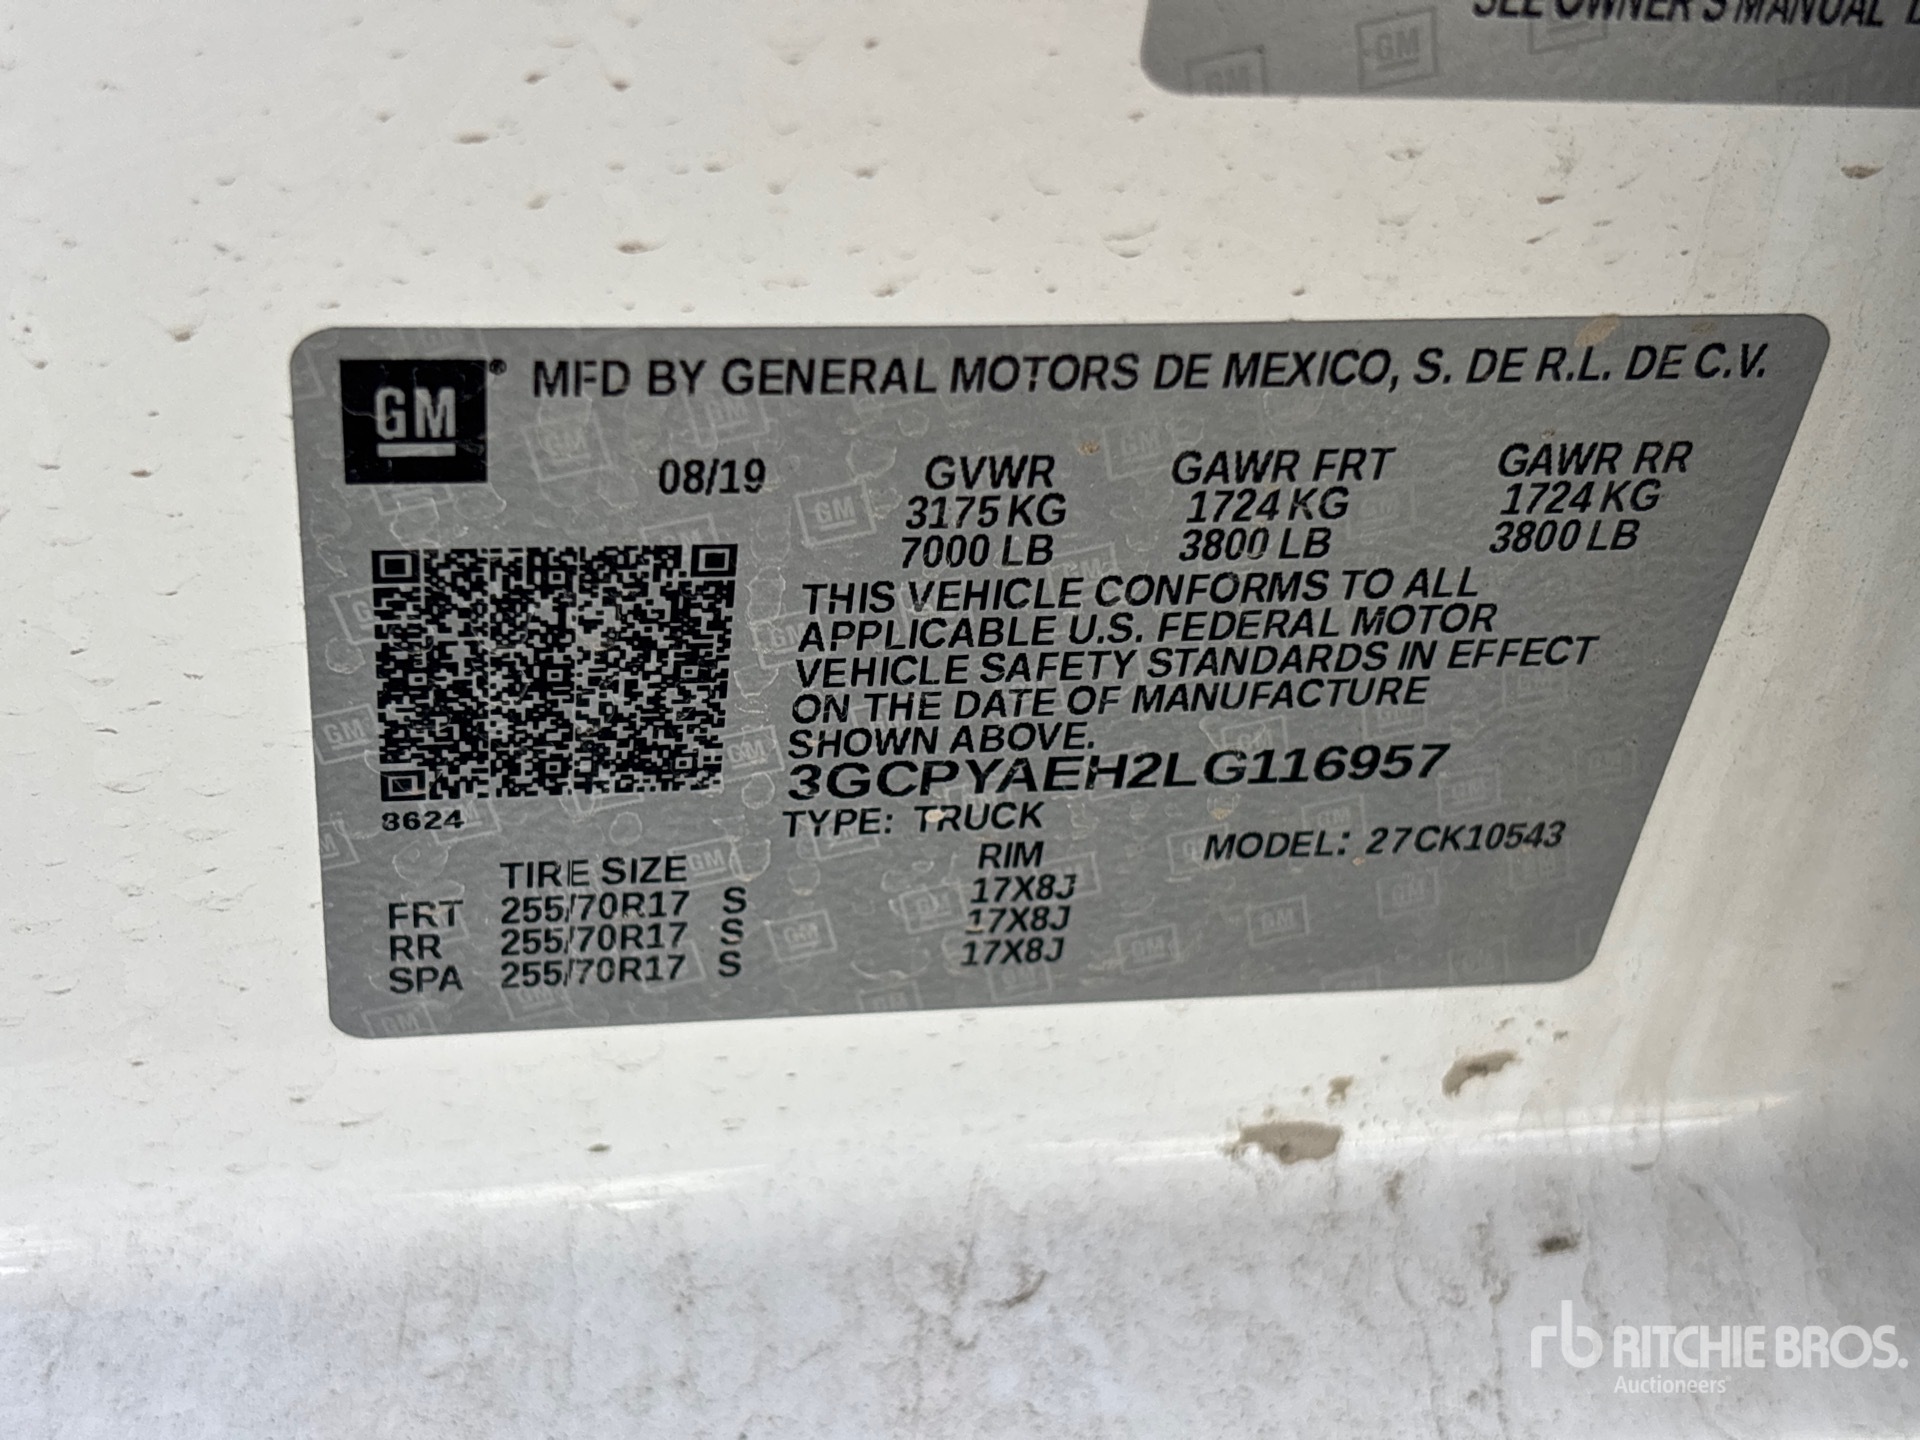 SEE OWNER'S MANUAL
GM® MFD BY GENERAL MOTORS DE MEXICO, S. DE R.L. DE C.V.
08/19 GVWR GAWR FRT GAWR RR
3175 KG 1724 KG 1724 KG
7000 LB 3800 LB 3800 LB
THIS VEHICLE CONFORMS TO ALL
APPLICABLE U.S. FEDERAL MOTOR
VEHICLE SAFETY STANDARDS IN EFFECT
ON THE DATE OF MANUFACTURE
SHOWN ABOVE.
3GCPYAEH2LG116957
8624 TYPE: TRUCK MODEL: 27CK10543
TIRE SIZE RIM
FRT 255/70R17 S 17X8J
RR 255/70R17 S 17X8J
SPA 255/70R17 S 17X8J
rb RITCHIE BROS.
Auctioneers